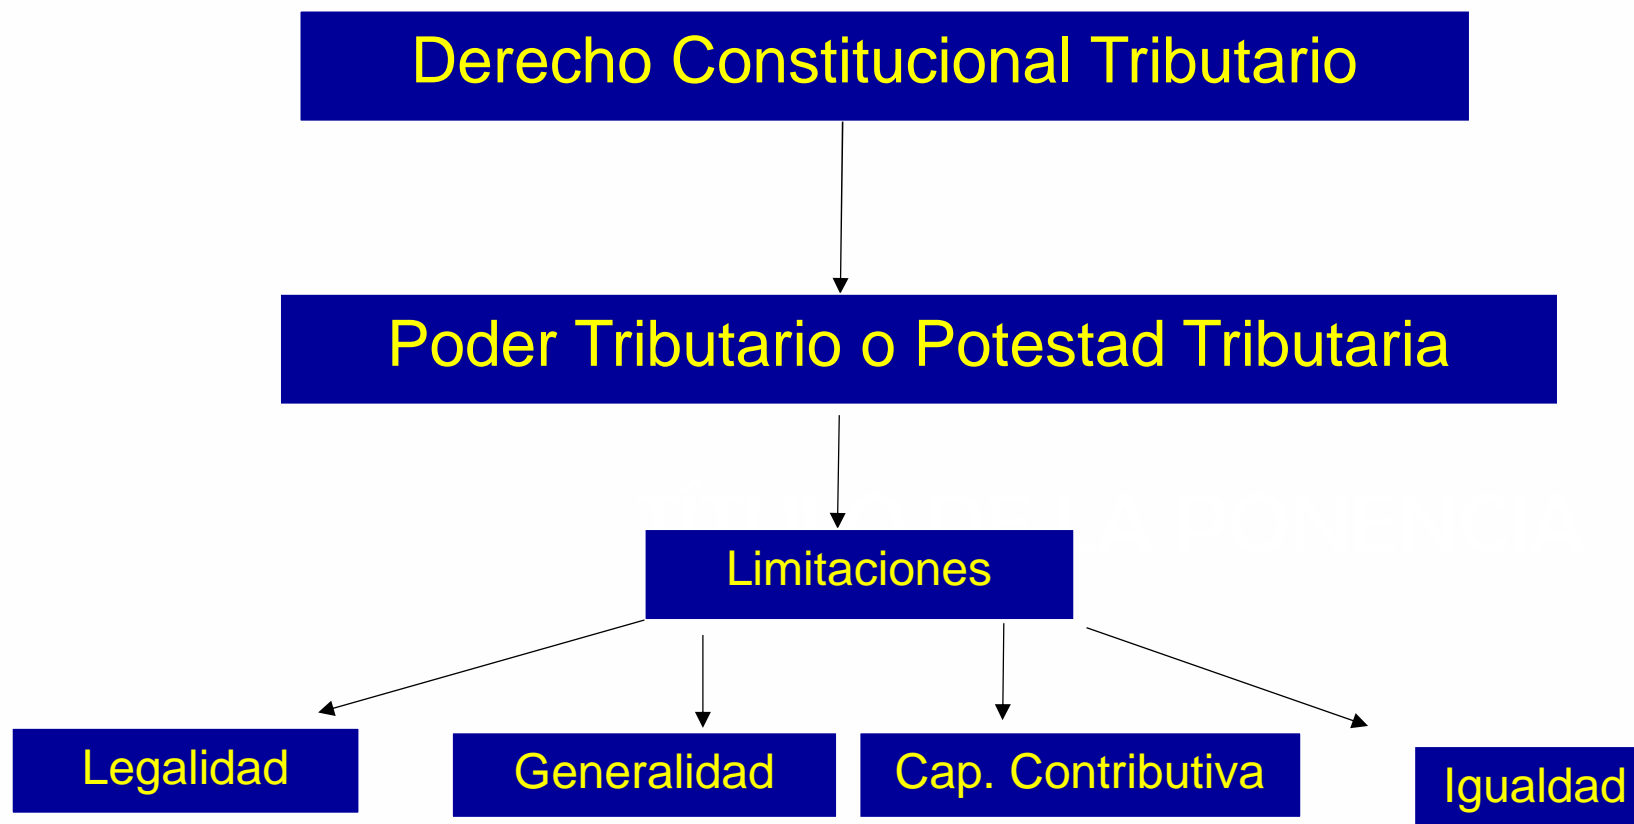 Derecho Constitucional Tributario
Poder Tributario o Potestad Tributaria
Limitaciones
Legalidad
Generalidad
Cap. Contributiva
Igualdad